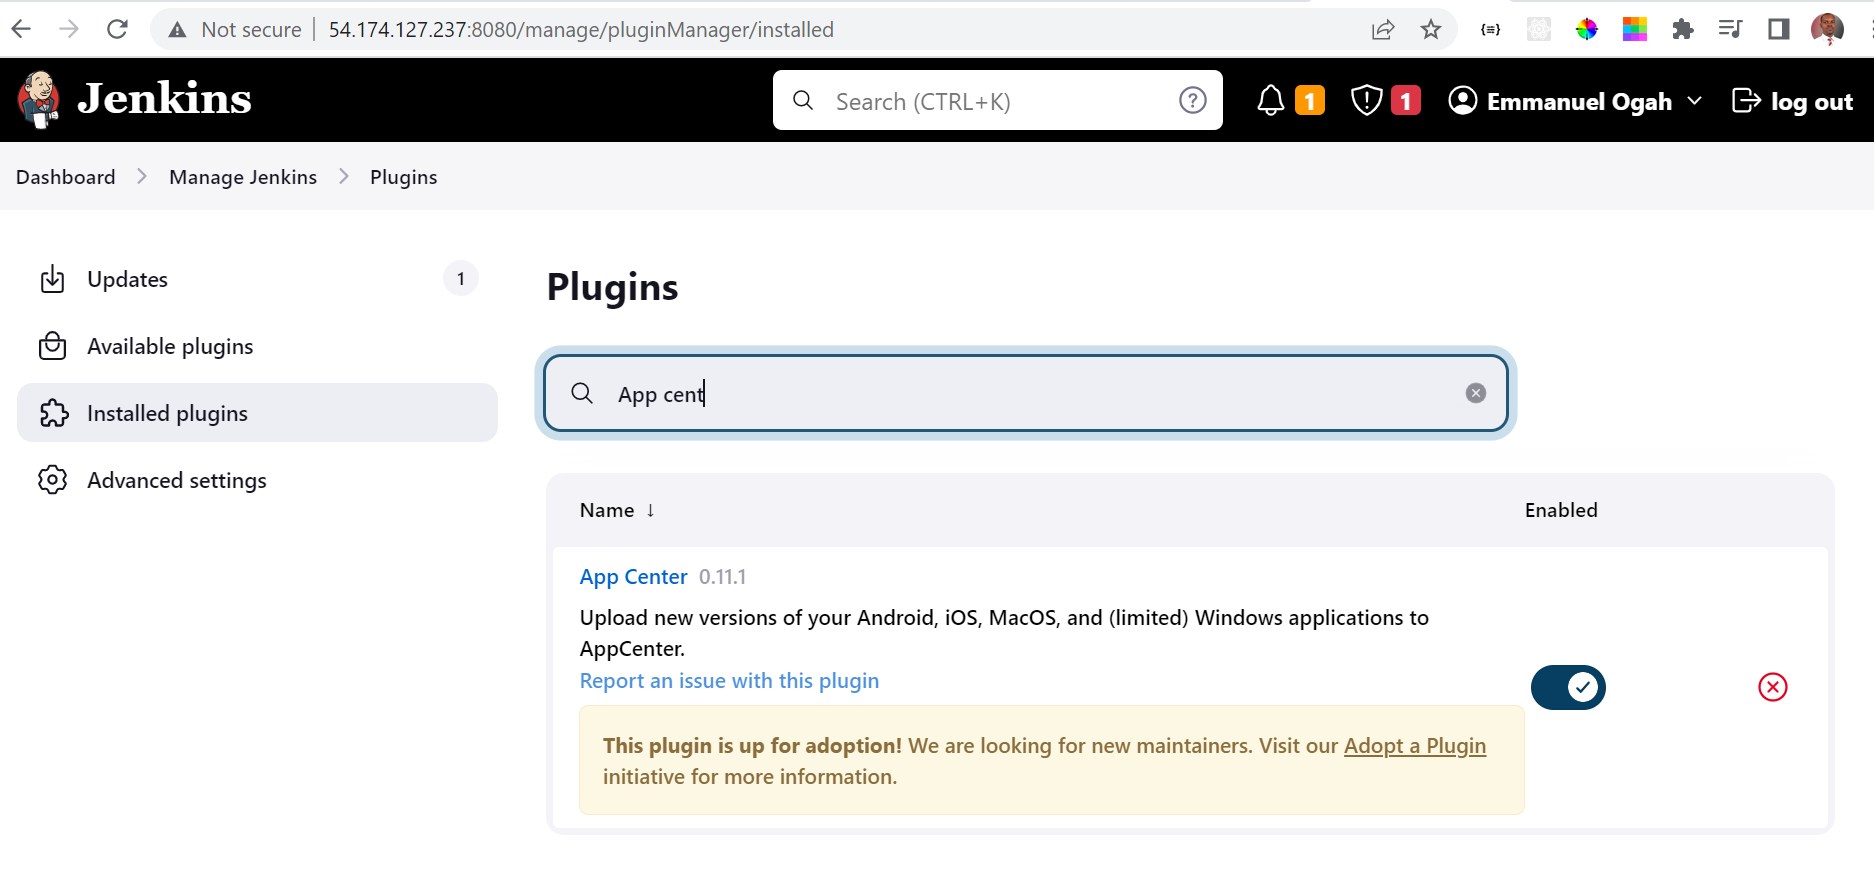 Not secure 54.174.127.237:8080/manage/pluginManager/installed
Jenkins
Search (CTRL+K)
1
1
Emmanuel Ogah
log out
Dashboard
Manage Jenkins
Plugins
Updates
1
Available plugins
Installed plugins
Advanced settings
Plugins
App cent
Name ↓
Enabled
App Center 0.11.1
Upload new versions of your Android, iOS, MacOS, and (limited) Windows applications to
AppCenter.
Report an issue with this plugin
This plugin is up for adoption! We are looking for new maintainers. Visit our Adopt a Plugin
initiative for more information.